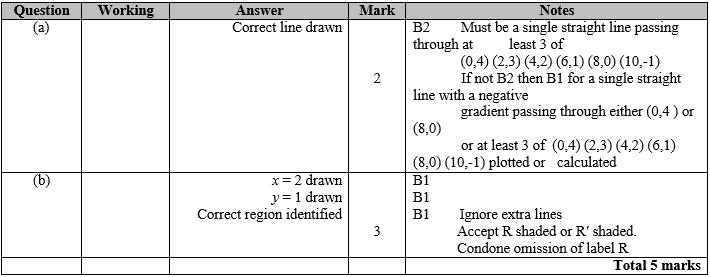 Question Working Answer Mark Notes
(a) Correct line drawn B2 Must be a single straight line passing
through at least 3 of
(0,4) (2,3) (4,2) (6,1) (8,0) (10,-1)
2 If not B2 then B1 for a single straight
line with a negative
gradient passing through either (0,4 ) or
(8,0)
or at least 3 of (0,4) (2,3) (4,2) (6,1)
(8,0) (10,-1) plotted or calculated
(b) x = 2 drawn B1
y = 1 drawn B1
Correct region identified B1 Ignore extra lines
3 Accept R shaded or R′ shaded.
Condone omission of label R
Total 5 marks